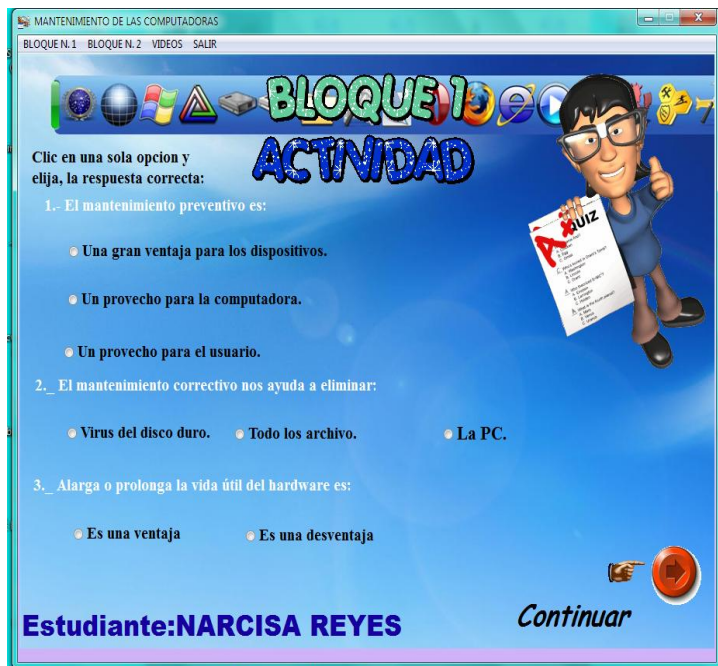 MANTENIMIENTO DE LAS COMPUTADORAS
BLOQUE N. 1 BLOQUE N. 2 VIDEOS SALIR
BLOQUE 1
ACTIVIDAD
Clic en una sola opcion y
elija, la respuesta correcta:
QUIZ
A+
1.- El mantenimiento preventivo es:
Una gran ventaja para los dispositivos.
Un provecho para la computadora.
Un provecho para el usuario.
2._ El mantenimiento correctivo nos ayuda a eliminar:
Virus del disco duro. Todo los archivo. La PC.
3._ Alarga o prolonga la vida útil del hardware es:
Es una ventaja Es una desventaja
Continuar
Estudiante:NARCISA REYES